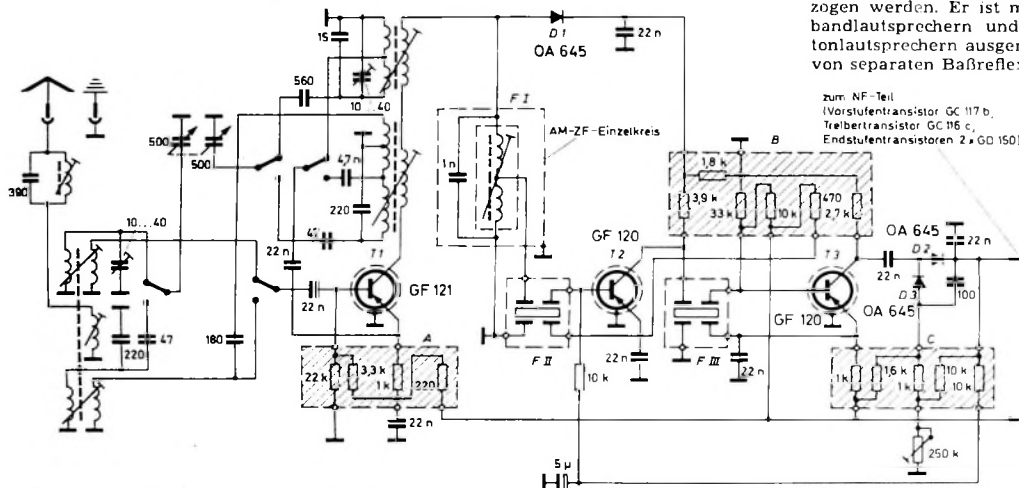 zogen werden. Er ist m
bandlautsprechern und
tonlautsprechern ausger
von separaten Baßreflex
zum NF-Teil
(Vorstufentransistor GC 117 b,
Treibertransistor GC 116 c,
Endstufentransistoren 2 x GD 150)
15
560
10...40
D1
OA 645
22 n
F I
AM-ZF-Einzelkreis
1 n
500
500
390
4,7 n
220
47
10...40
22 n
T1
GF 121
22 n
220
47
180
A
22 k
3,3 k
1 k
220
22 n
B
1,8 k
3,9 k
33 k
10 k
470
2,7 k
GF 120
T2
22 n
F II
10 k
F III
22 n
T3
GF 120
22 n
OA 645
D2
22 n
D3
100
OA 645
C
1 k
1,6 k
1 k
10 k
10 k
250 k
5 µ